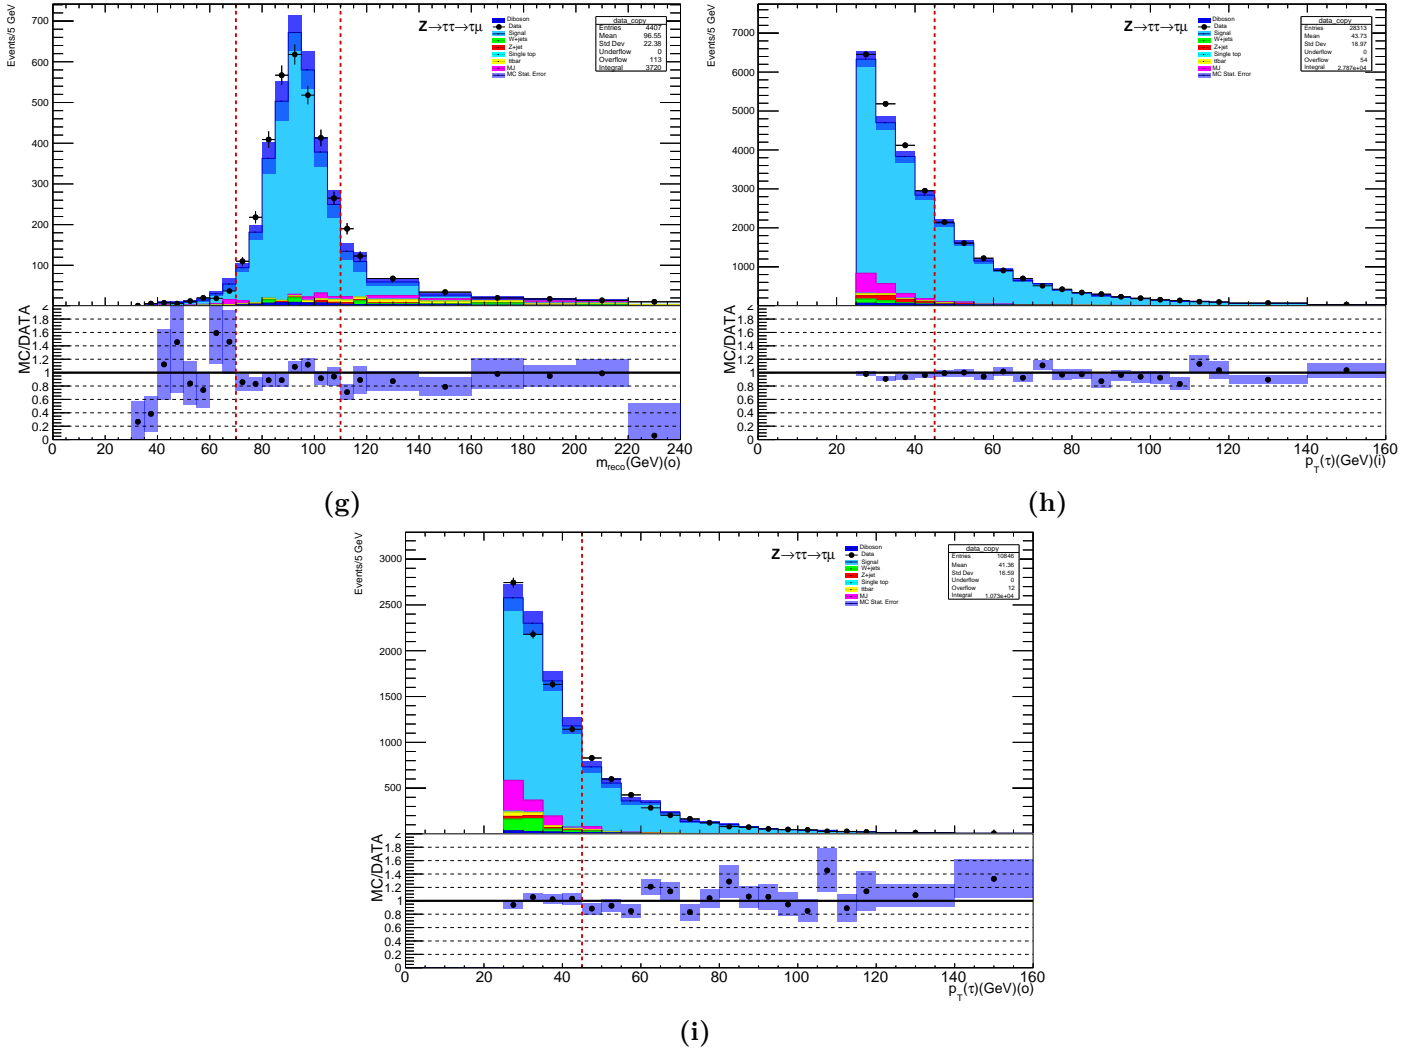 Events/5 GeV
700
600
500
400
300
200
100
Z→ττ→τμ
Diboson
Data
Signal
W+jets
Z+jet
Single top
ttbar
MJ
MC Stat. Error
data_copy
Entries 4407
Mean 96.55
Std Dev 22.38
Underflow 0
Overflow 113
Integral 3720
MC/DATA
2
1.8
1.6
1.4
1.2
1
0.8
0.6
0.4
0.2
0
0 20 40 60 80 100 120 140 160 180 200 220 240
m_reco(GeV)(o)
(g)
Events/5 GeV
7000
6000
5000
4000
3000
2000
1000
Z→ττ→τμ
Diboson
Data
Signal
W+jets
Z+jet
Single top
ttbar
MJ
MC Stat. Error
data_copy
Entries 28313
Mean 43.73
Std Dev 18.97
Underflow 0
Overflow 54
Integral 2.787e+04
MC/DATA
2
1.8
1.6
1.4
1.2
1
0.8
0.6
0.4
0.2
0
0 20 40 60 80 100 120 140 160
p_T(τ)(GeV)(i)
(h)
Events/5 GeV
3000
2500
2000
1500
1000
500
Z→ττ→τμ
Diboson
Data
Signal
W+jets
Z+jet
Single top
ttbar
MJ
MC Stat. Error
data_copy
Entries 10846
Mean 41.36
Std Dev 16.59
Underflow 0
Overflow 12
Integral 1.073e+04
MC/DATA
2
1.8
1.6
1.4
1.2
1
0.8
0.6
0.4
0.2
0
0 20 40 60 80 100 120 140 160
p_T(τ)(GeV)(o)
(i)